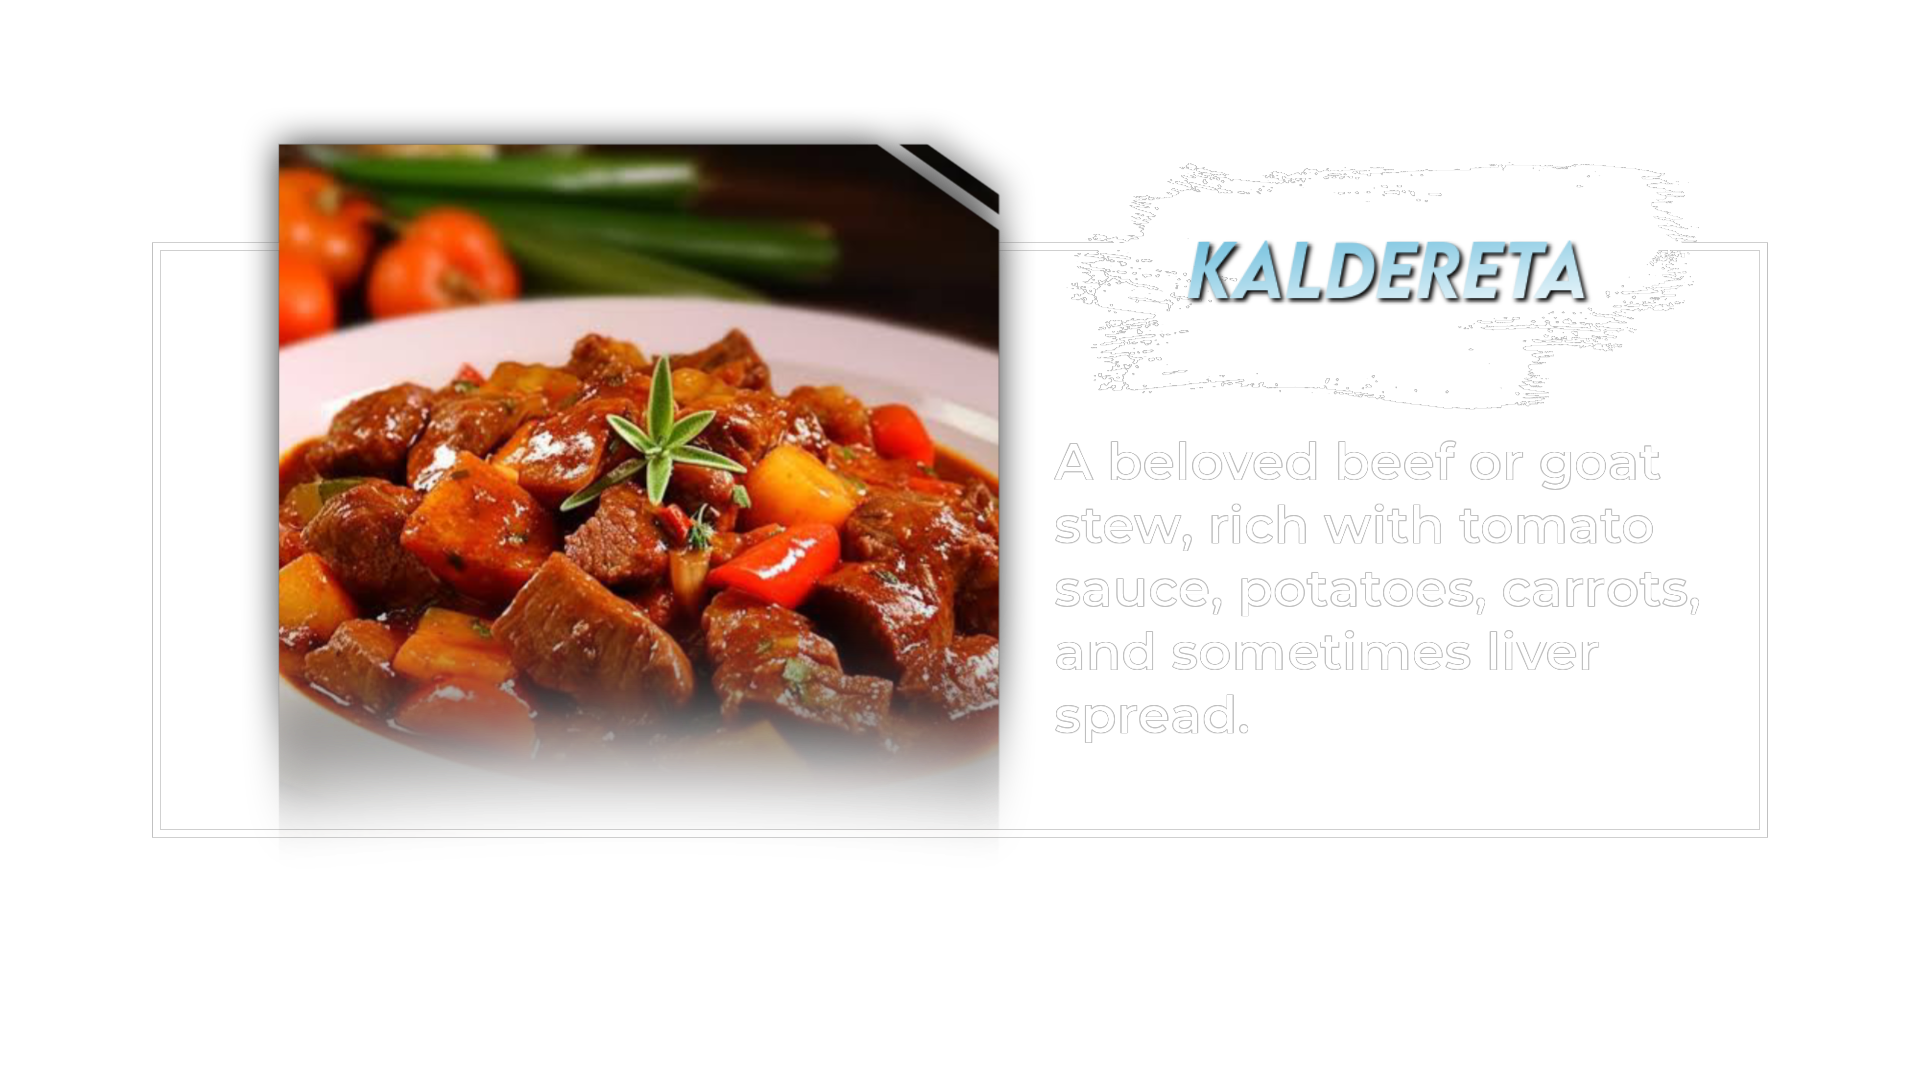 KALDERETA
A beloved beef or goat
stew, rich with tomato
sauce, potatoes, carrots,
and sometimes liver
spread.